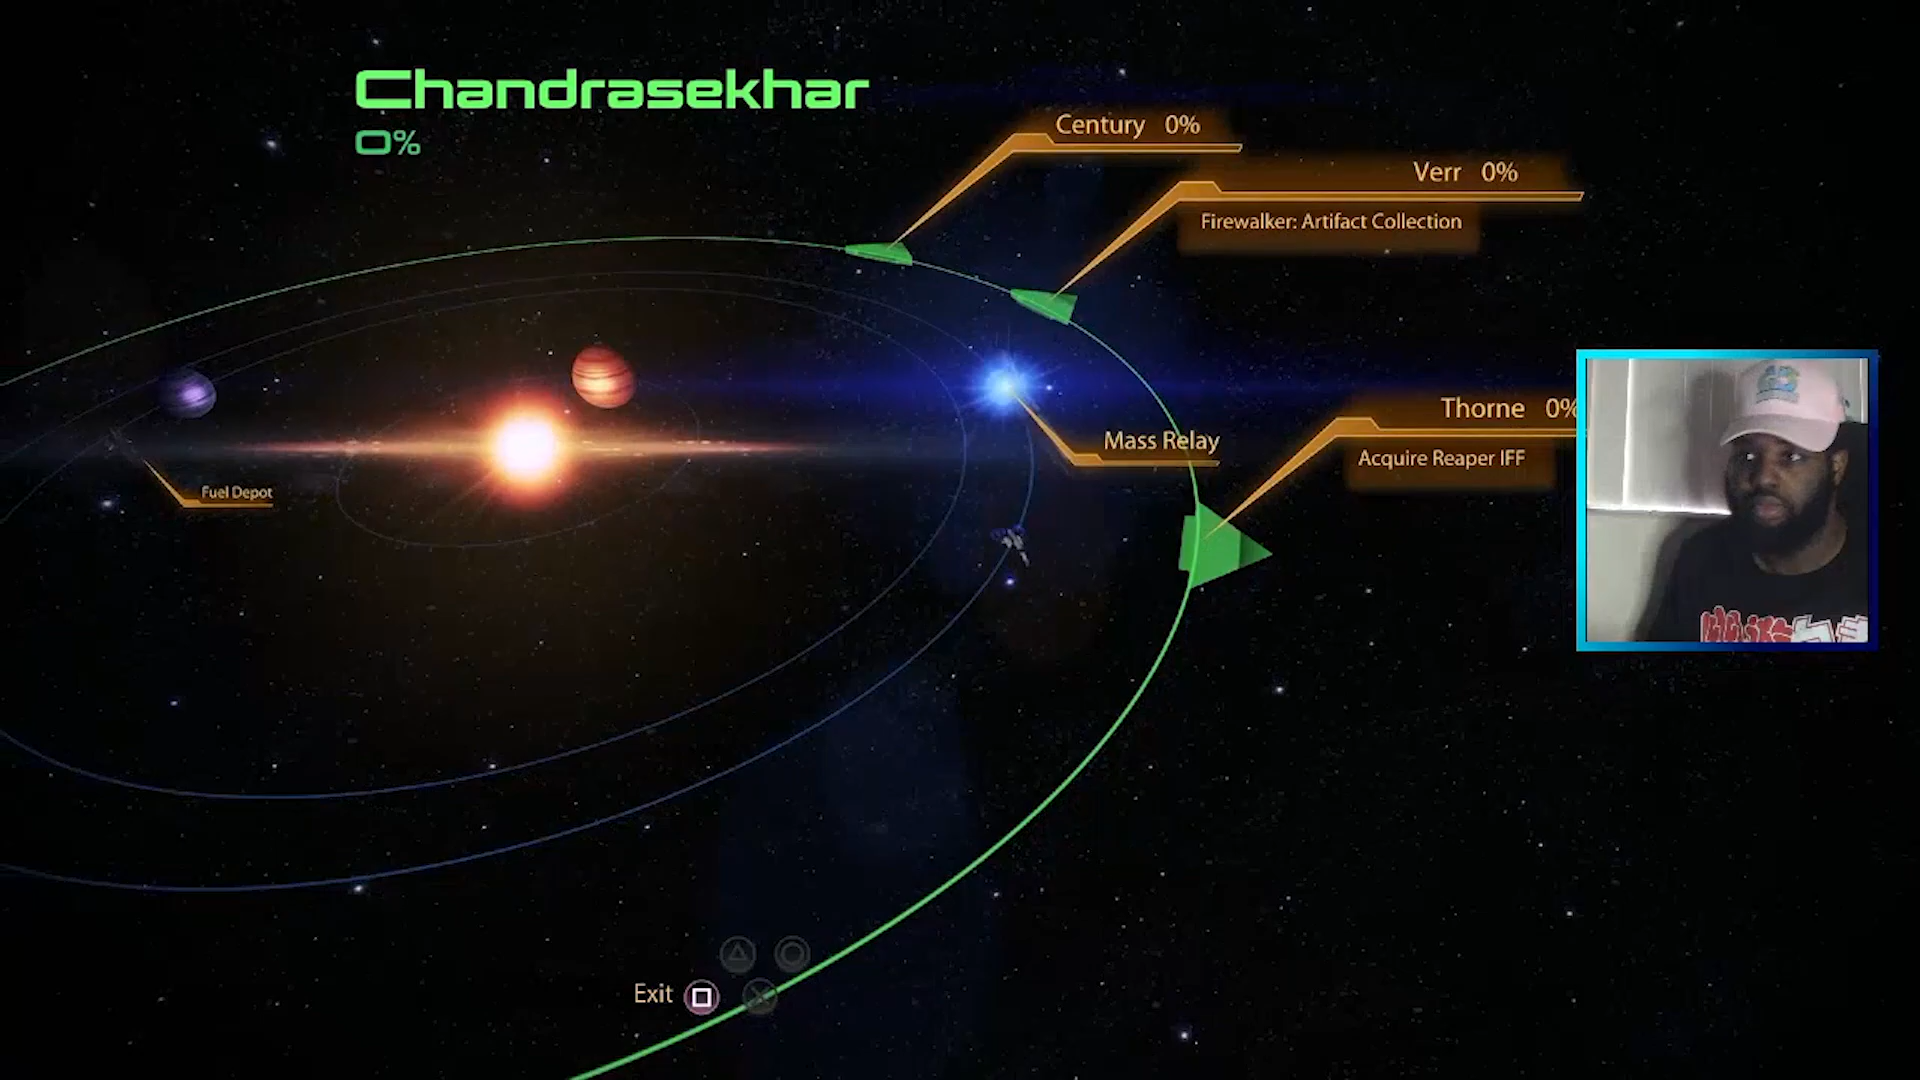 Chandrasekhar
0%
Century 0%
Verr 0%
Firewalker: Artifact Collection
Thorne 0%
Acquire Reaper IFF
Mass Relay
Fuel Depot
Exit